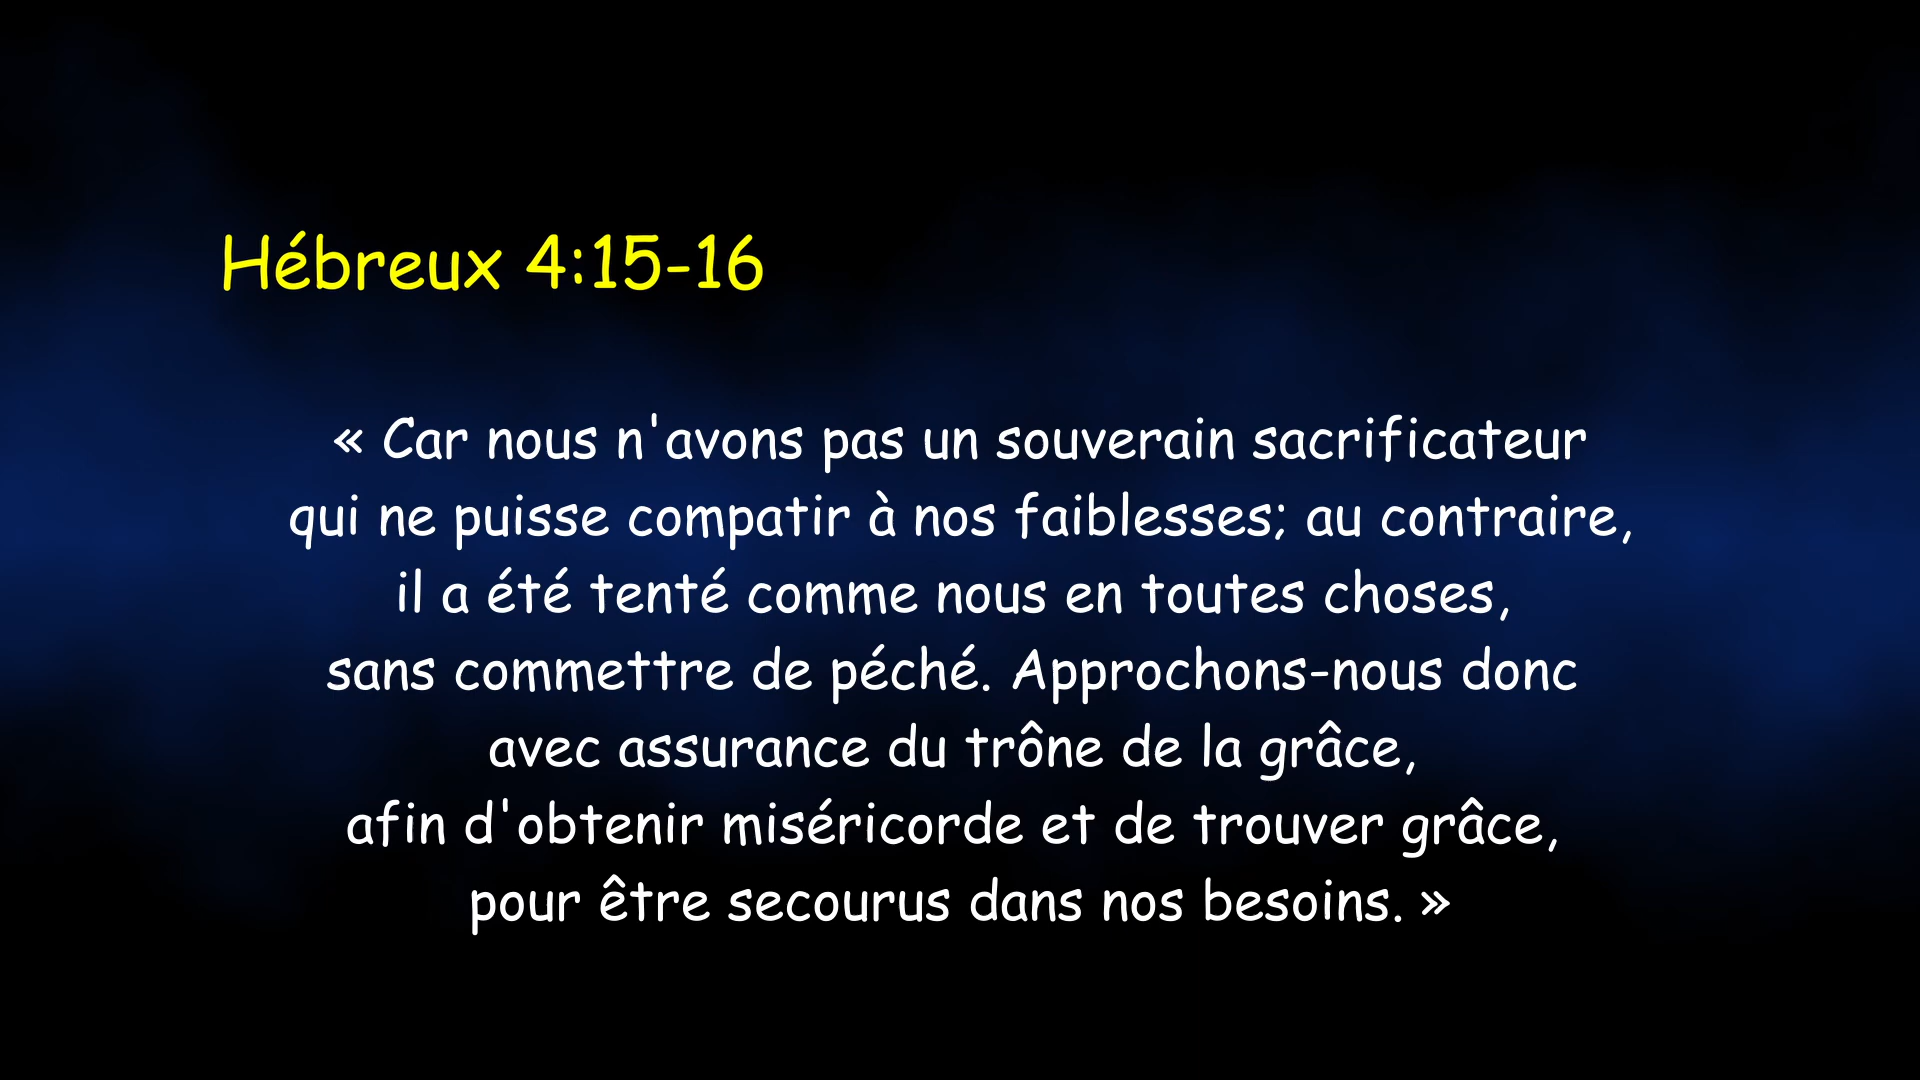 Hébreux 4:15-16
« Car nous n'avons pas un souverain sacrificateur
qui ne puisse compatir à nos faiblesses; au contraire,
il a été tenté comme nous en toutes choses,
sans commettre de péché. Approchons-nous donc
avec assurance du trône de la grâce,
afin d'obtenir miséricorde et de trouver grâce,
pour être secourus dans nos besoins. »